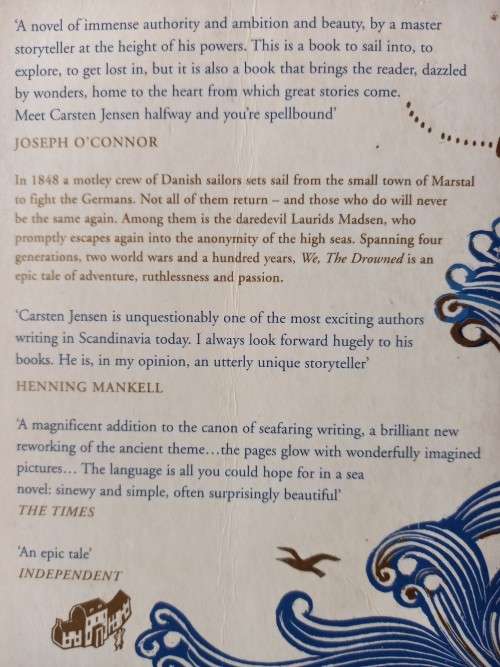 ‘A novel of immense authority and ambition and beauty, by a master
storyteller at the height of his powers. This is a book to sail into, to
explore, to get lost in, but it is also a book that brings the reader, dazzled
by wonders, home to the heart from which great stories come.
Meet Carsten Jensen halfway and you’re spellbound’
JOSEPH O’CONNOR
In 1848 a motley crew of Danish sailors sets sail from the small town of Marstal
to fight the Germans. Not all of them return – and those who do will never
be the same again. Among them is the daredevil Laurids Madsen, who
promptly escapes again into the anonymity of the high seas. Spanning four
generations, two world wars and a hundred years, We, The Drowned is an
epic tale of adventure, ruthlessness and passion.
‘Carsten Jensen is unquestionably one of the most exciting authors
writing in Scandinavia today. I always look forward hugely to his
books. He is, in my opinion, an utterly unique storyteller’
HENNING MANKELL
‘A magnificent addition to the canon of seafaring writing, a brilliant new
reworking of the ancient theme…the pages glow with wonderfully imagined
pictures… The language is all you could hope for in a sea
novel: sinewy and simple, often surprisingly beautiful’
THE TIMES
‘An epic tale’
INDEPENDENT